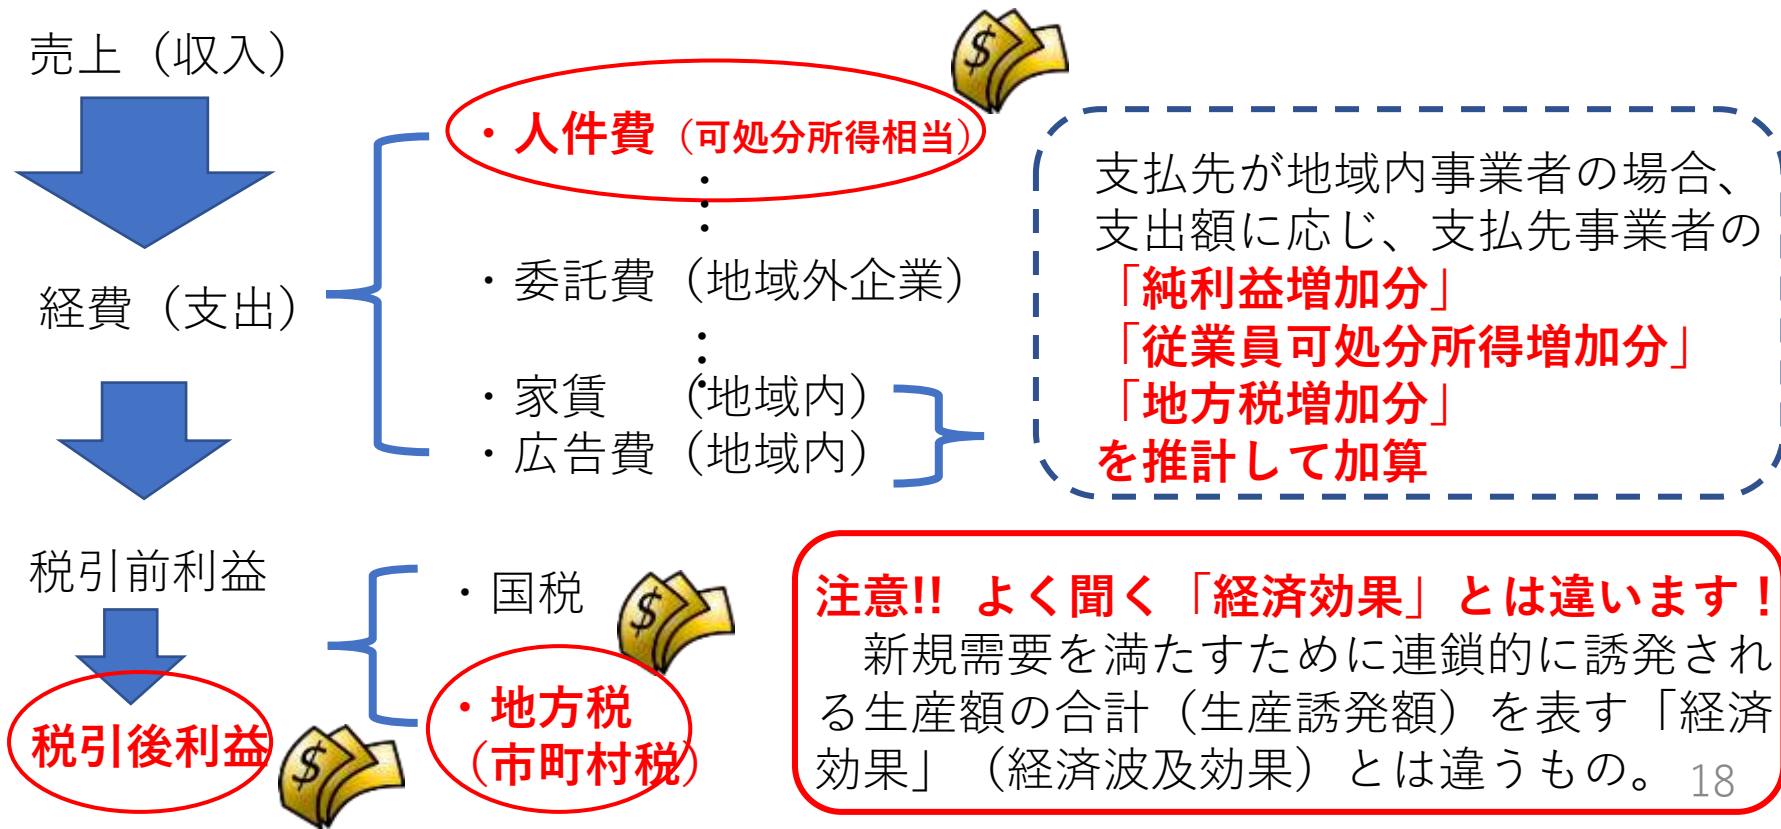 売上（収入）
・人件費（可処分所得相当）
・委託費（地域外企業）
経費（支出）
・家賃　（地域内）
・広告費（地域内）
支払先が地域内事業者の場合、
支出額に応じ、支払先事業者の
「純利益増加分」
「従業員可処分所得増加分」
「地方税増加分」
を推計して加算
税引前利益
・国税
・地方税
（市町村税）
税引後利益
注意!! よく聞く「経済効果」とは違います！
新規需要を満たすために連鎖的に誘発され
る生産額の合計（生産誘発額）を表す「経済
効果」（経済波及効果）とは違うもの。
18